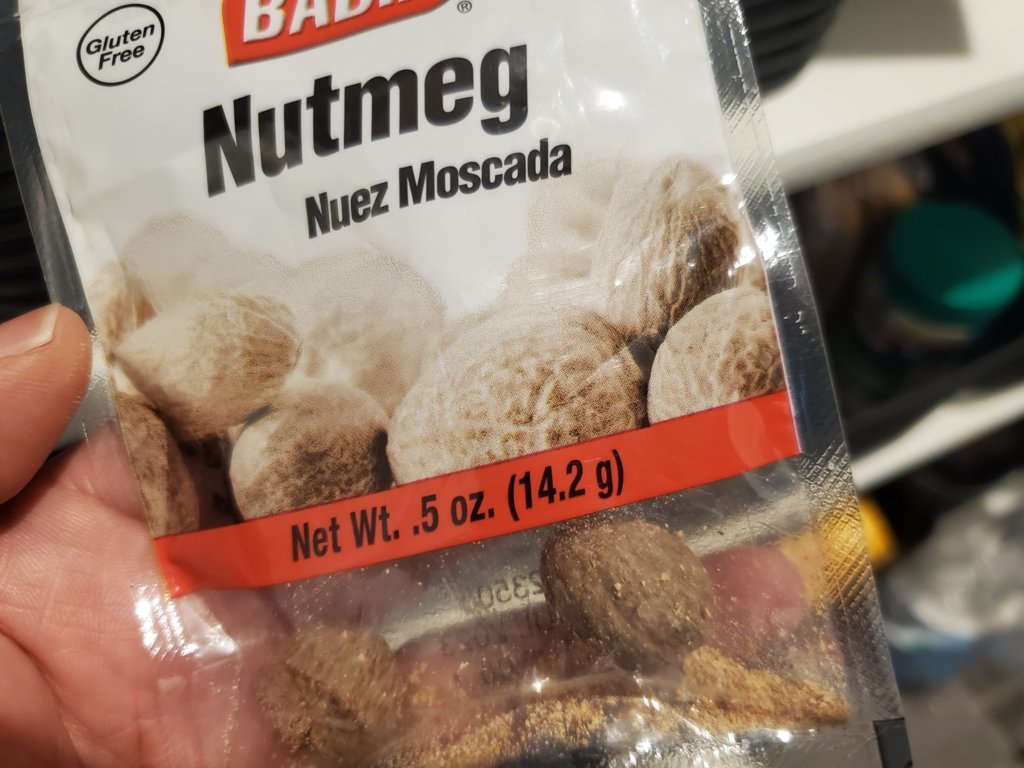 Gluten
Free
®
Nutmeg
Nuez Moscada
Net Wt. .5 oz. (14.2 g)